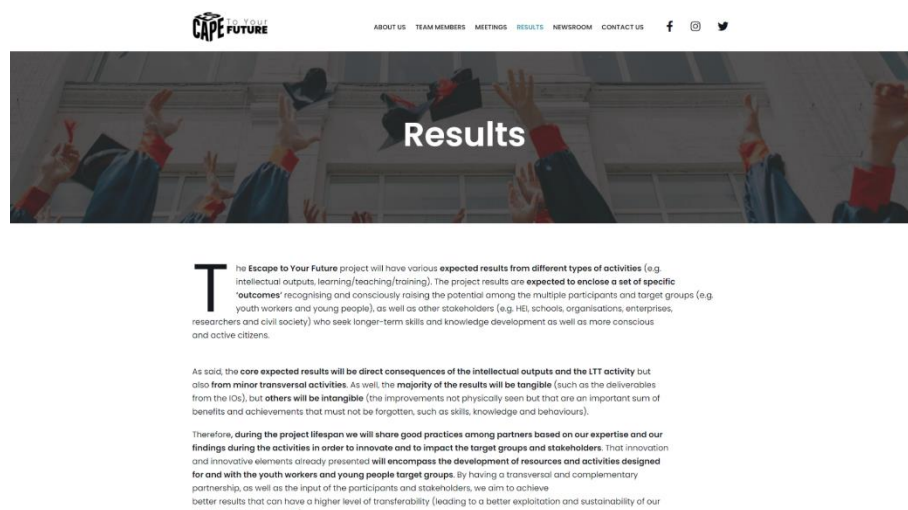 CAPE To Your FUTURE
ABOUT US TEAM MEMBERS MEETINGS RESULTS NEWSROOM CONTACT US
Results
The Escape to Your Future project will have various expected results from different types of activities (e.g.
intellectual outputs, learning/teaching/training). The project results are expected to enclose a set of specific
'outcomes' recognising and consciously raising the potential among the multiple participants and target groups (e.g.
youth workers and young people), as well as other stakeholders (e.g. HEI, schools, organisations, enterprises,
researchers and civil society) who seek longer-term skills and knowledge development as well as more conscious
and active citizens.
As said, the core expected results will be direct consequences of the intellectual outputs and the LTT activity but
also from minor transversal activities. As well, the majority of the results will be tangible (such as the deliverables
from the IOs), but others will be intangible (the improvements not physically seen but that are an important sum of
benefits and achievements that must not be forgotten, such as skills, knowledge and behaviours).
Therefore, during the project lifespan we will share good practices among partners based on our expertise and our
findings during the activities in order to innovate and to impact the target groups and stakeholders. That innovation
and innovative elements already presented will encompass the development of resources and activities designed
for and with the youth workers and young people target groups. By having a transversal and complementary
partnership, as well as the input of the participants and stakeholders, we aim to achieve
better results that can have a higher level of transferability (leading to a better exploitation and sustainability of our